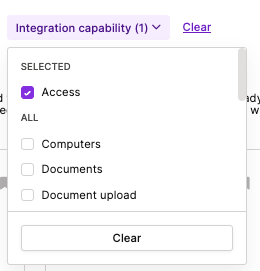 Integration capability (1) Clear
SELECTED
Access
ALL
Computers
Documents
Document upload
Clear